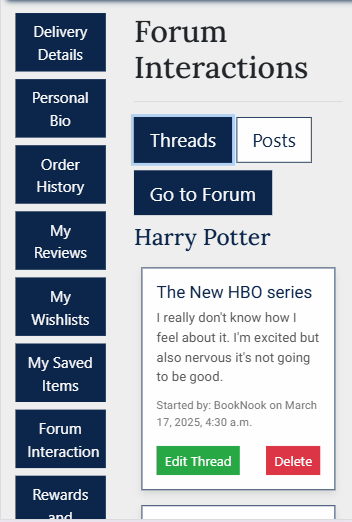 Delivery
Details
Personal
Bio
Order
History
My
Reviews
My
Wishlists
My Saved
Items
Forum
Interaction
Rewards
and
Forum
Interactions
Threads
Posts
Go to Forum
Harry Potter
The New HBO series
I really don't know how I
feel about it. I'm excited but
also nervous it's not going
to be good.
Started by: BookNook on March
17, 2025, 4:30 a.m.
Edit Thread
Delete